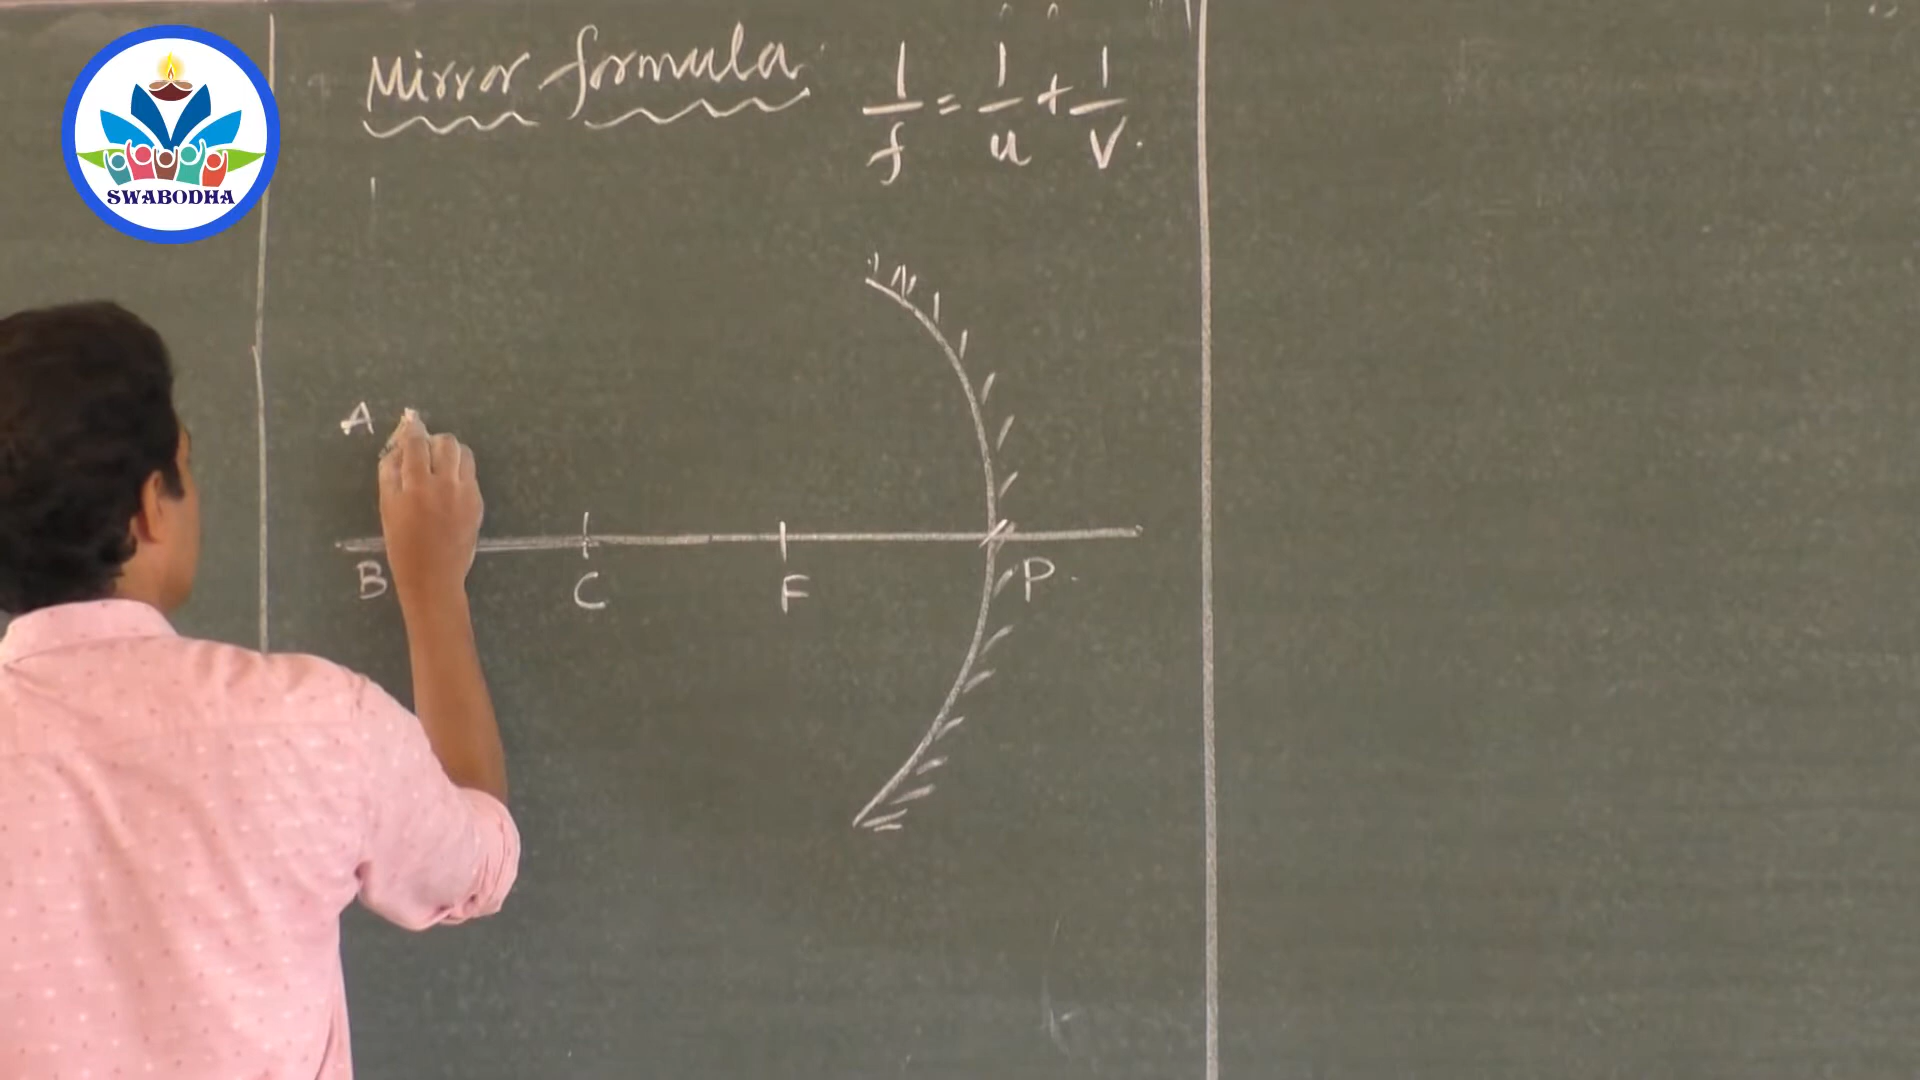 SWABODHA
Mirror formula 1/f = 1/u + 1/v.
A
B C F P.